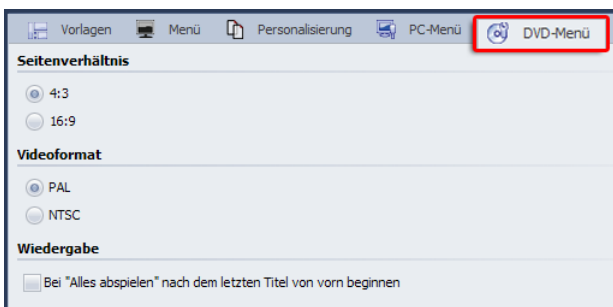 Vorlagen Menü Personalisierung PC-Menü DVD-Menü
Seitenverhältnis
4:3
16:9
Videoformat
PAL
NTSC
Wiedergabe
Bei "Alles abspielen" nach dem letzten Titel von vorn beginnen